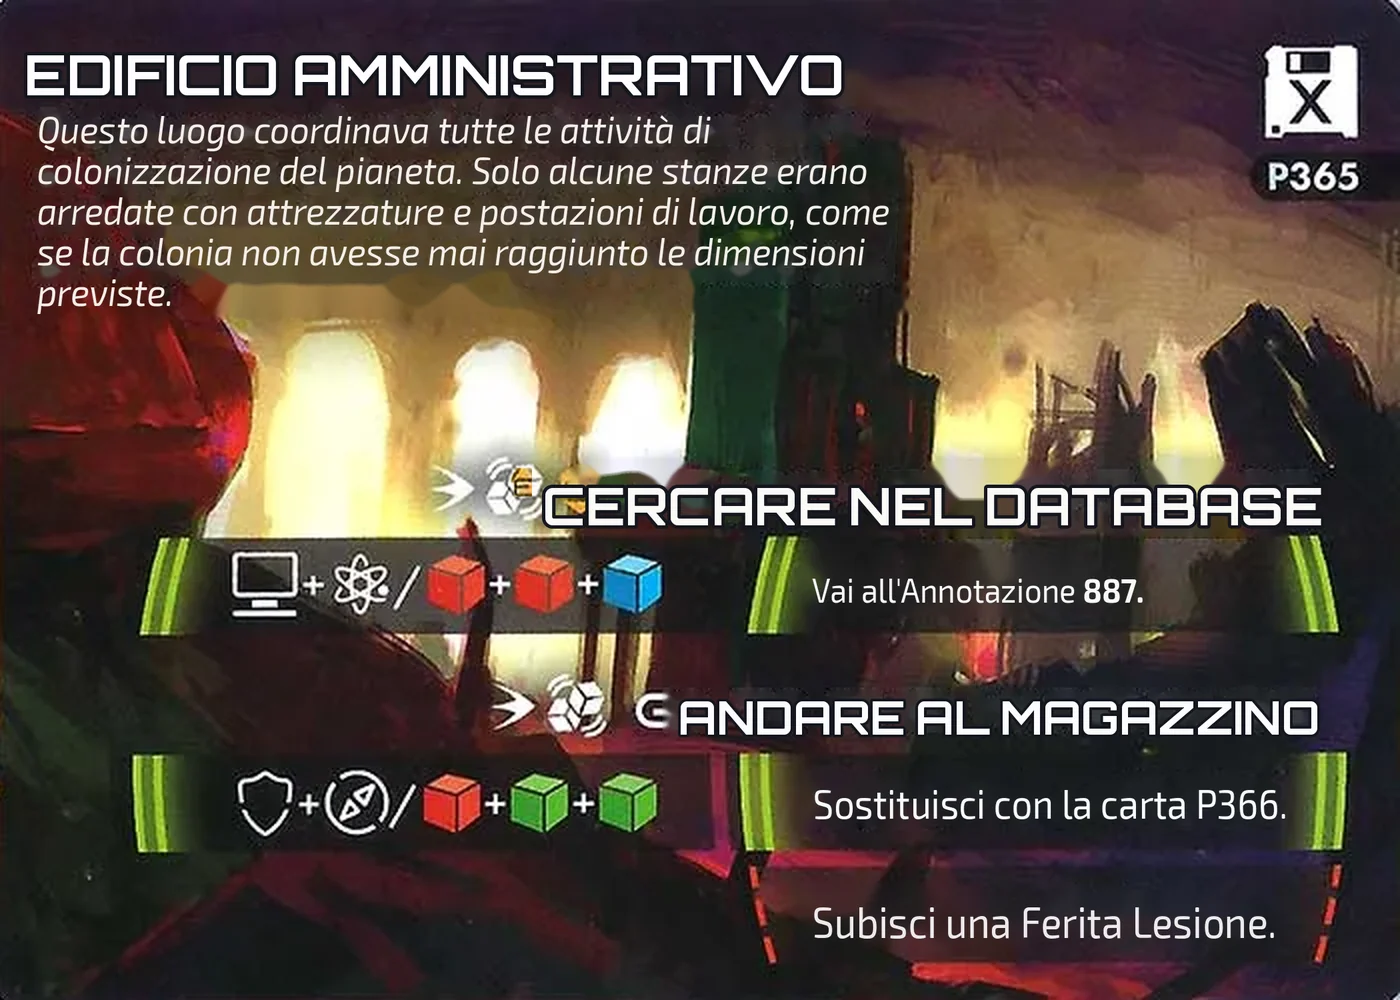 EDIFICIO AMMINISTRATIVO
Questo luogo coordinava tutte le attività di
colonizzazione del pianeta. Solo alcune stanze erano
arredate con attrezzature e postazioni di lavoro, come
se la colonia non avesse mai raggiunto le dimensioni
previste.
X
P365
CERCARE NEL DATABASE
+ / + +
Vai all'Annotazione 887.
ANDARE AL MAGAZZINO
+ / + +
Sostituisci con la carta P366.
Subisci una Ferita Lesione.